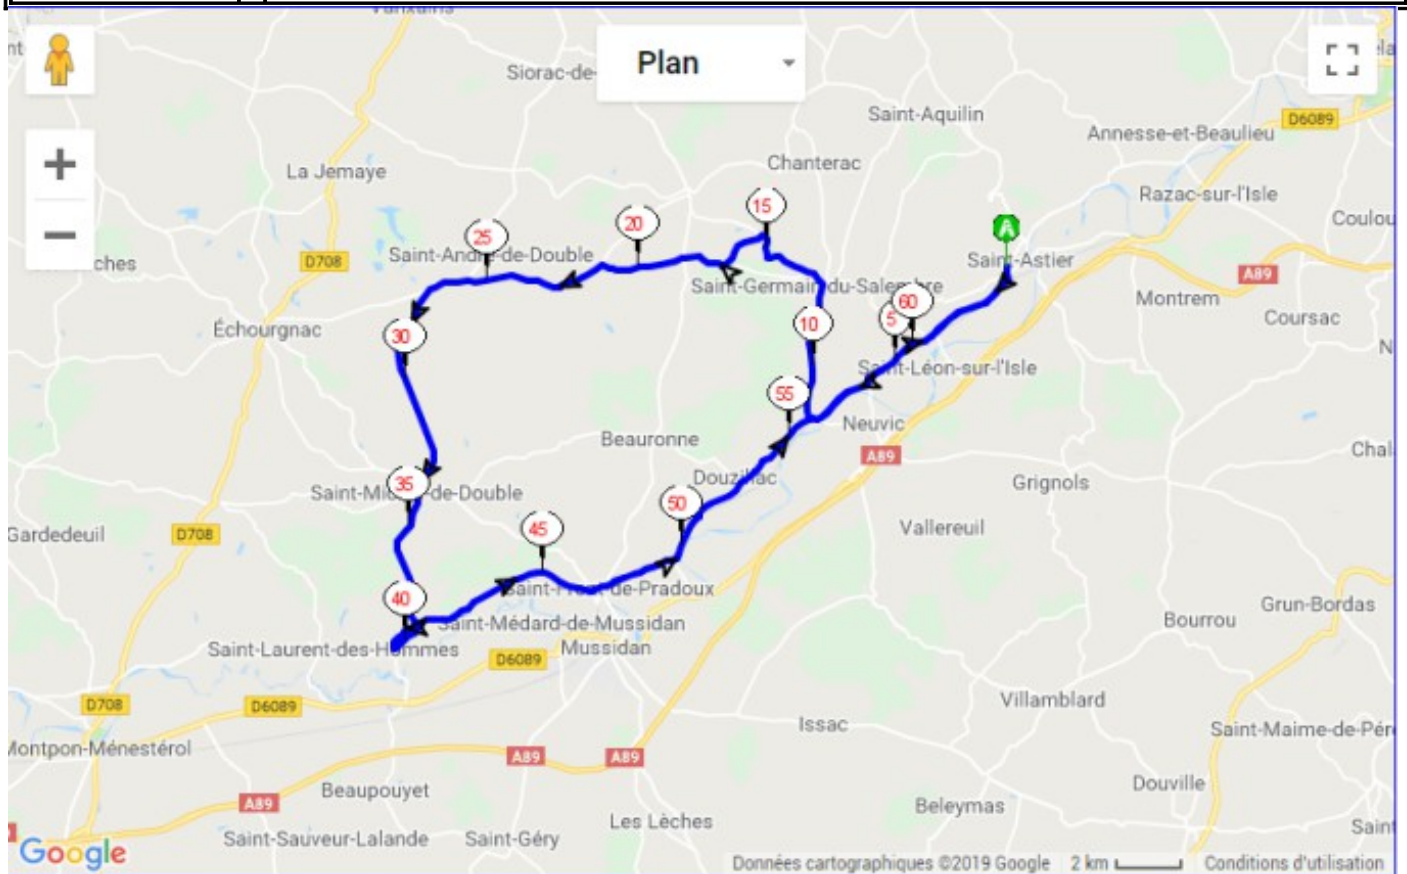 Plan
Siorac-de-
Saint-Aquilin
D6089
Annesse-et-Beaulieu
Chanterac
La Jemaye
Razac-sur-l'Isle
15
20
Coulou
25
A
Saint-André-de-Double
D708
Saint-Astier
A89
ches
Saint-Germain-du-Salembre
Montrem
60
5
Coursac
10
Échourgnac
30
N
Saint-Léon-sur-l'Isle
55
Neuvic
Beauronne
A89
Chal
Douzillac
Grignols
35
Saint-Michel-de-Double
50
Vallereuil
45
Gardedeuil
D708
Saint-Front-de-Pradoux
40
Grun-Bordas
Bourrou
Saint-Médard-de-Mussidan
Saint-Laurent-des-Hommes
Mussidan
D6089
Villamblard
D708
D6089
Issac
Saint-Maime-de-Pér
Montpon-Ménestérol
A89
A89
Douville
Beaupouyet
A89
Beleymas
Les Lèches
Saint
Saint-Sauveur-Lalande
Saint-Géry
Google
Données cartographiques ©2019 Google
2 km
Conditions d'utilisation